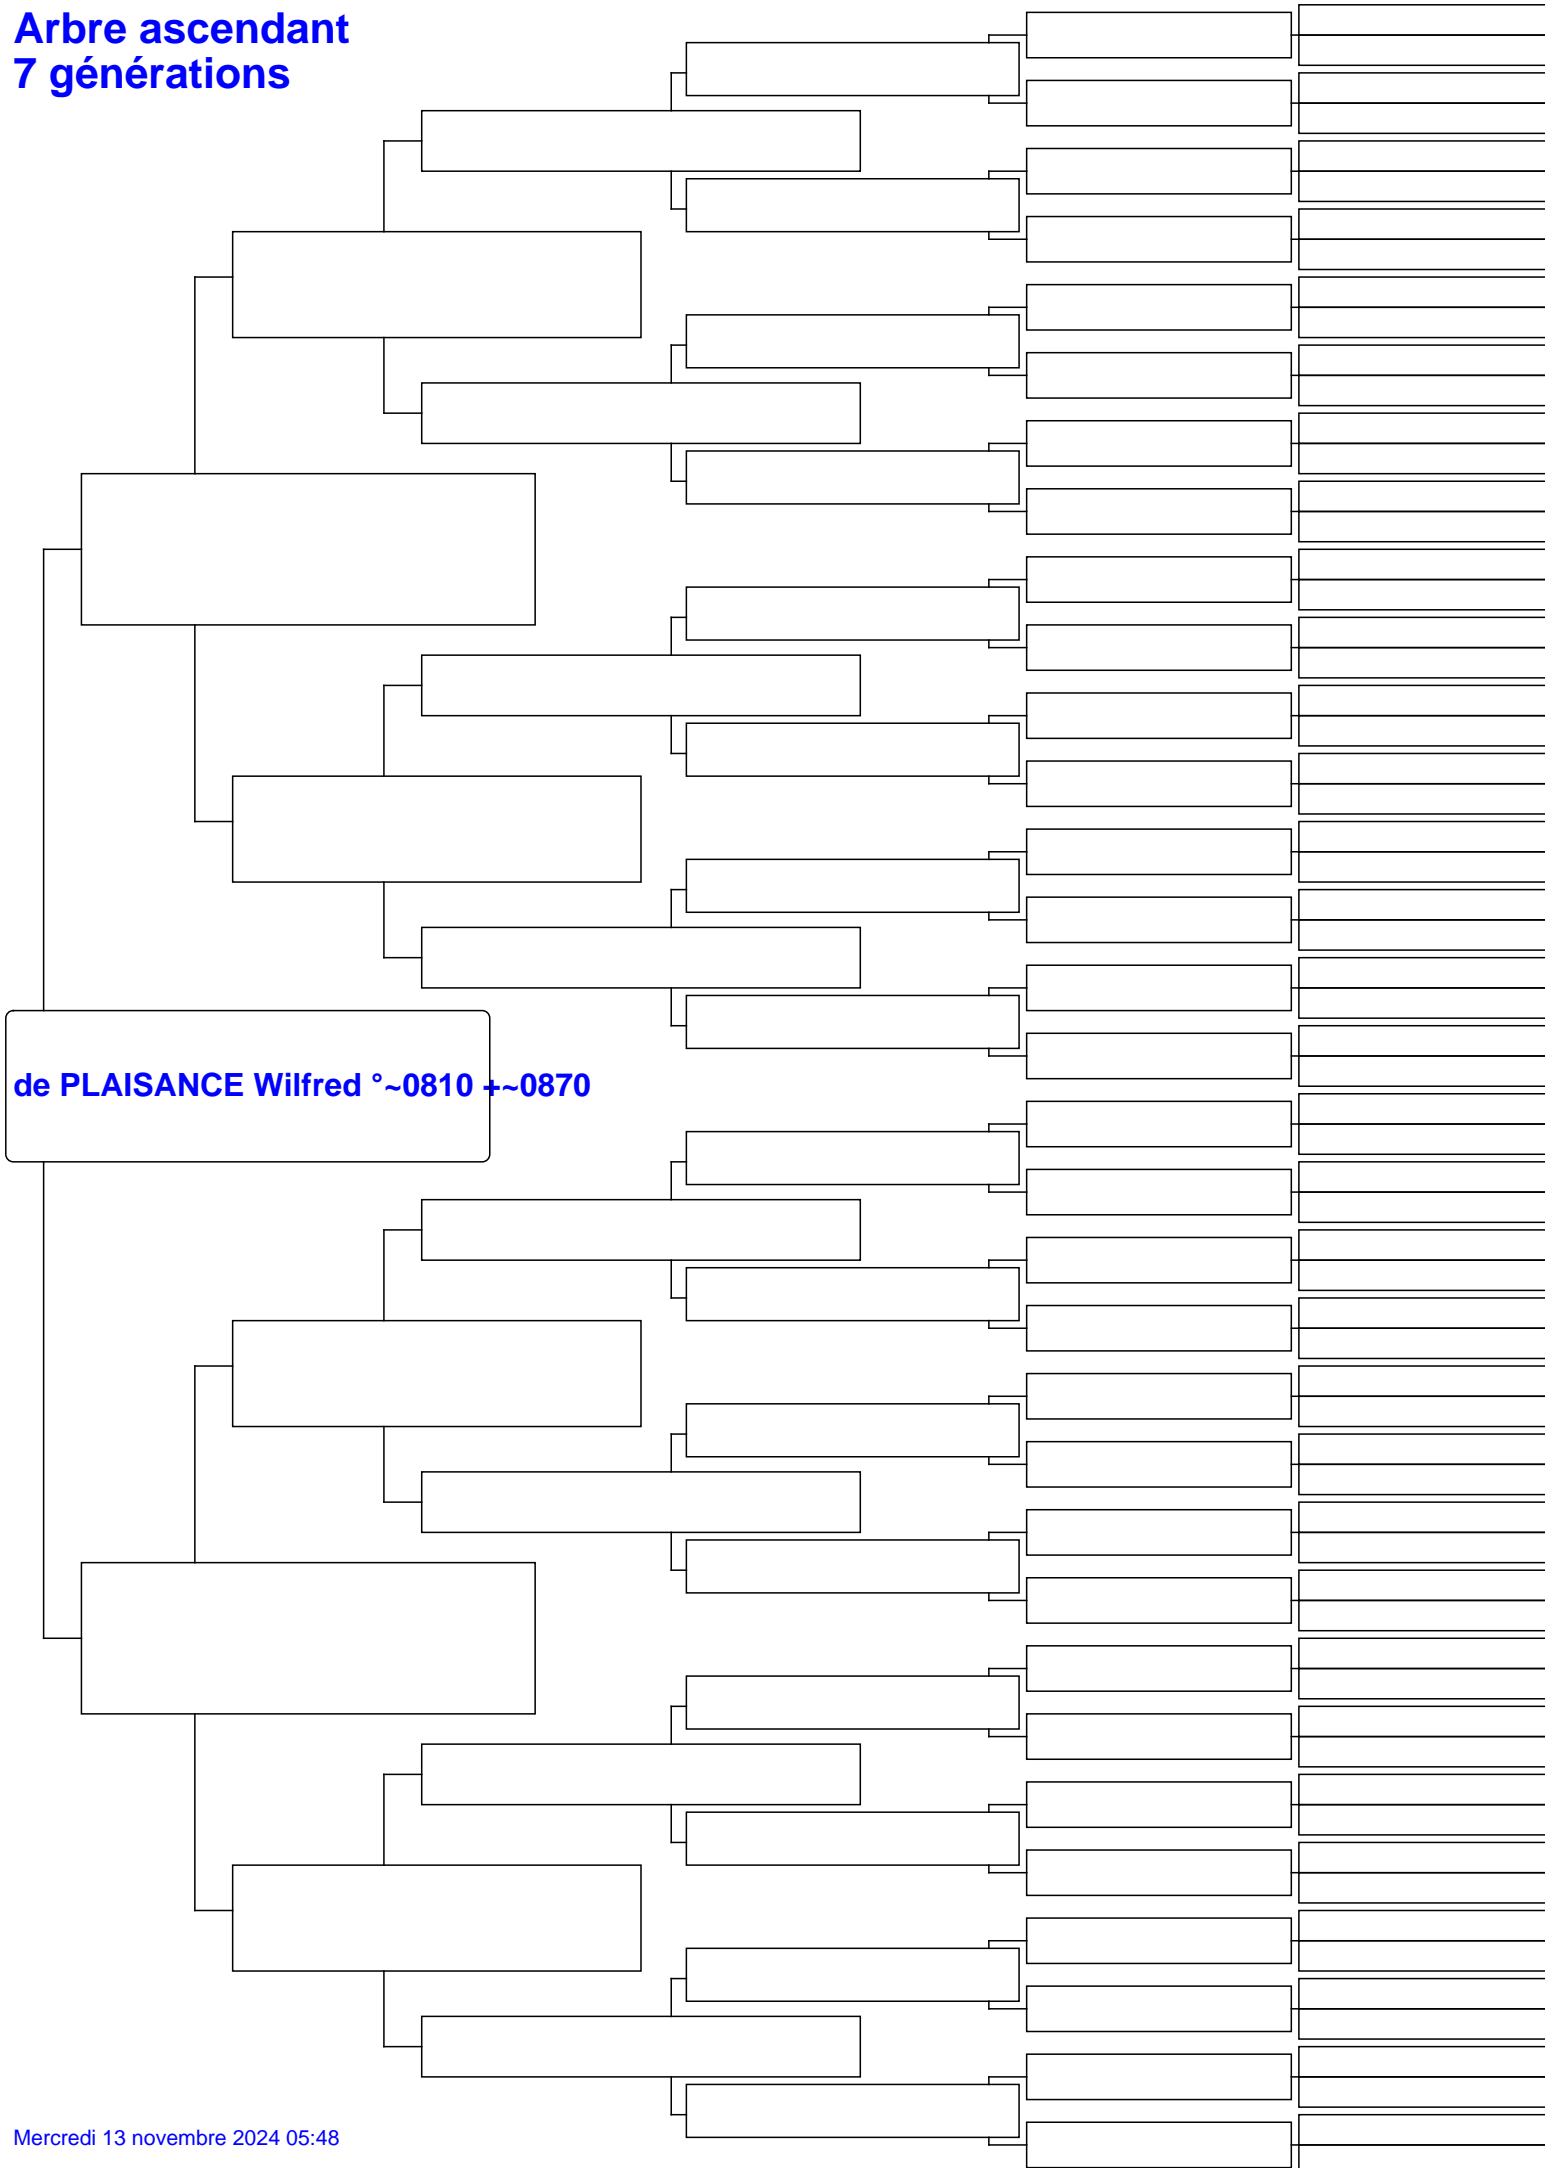 Arbre ascendant
7 générations
de PLAISANCE Wilfred °~0810 +~0870
Mercredi 13 novembre 2024 05:48